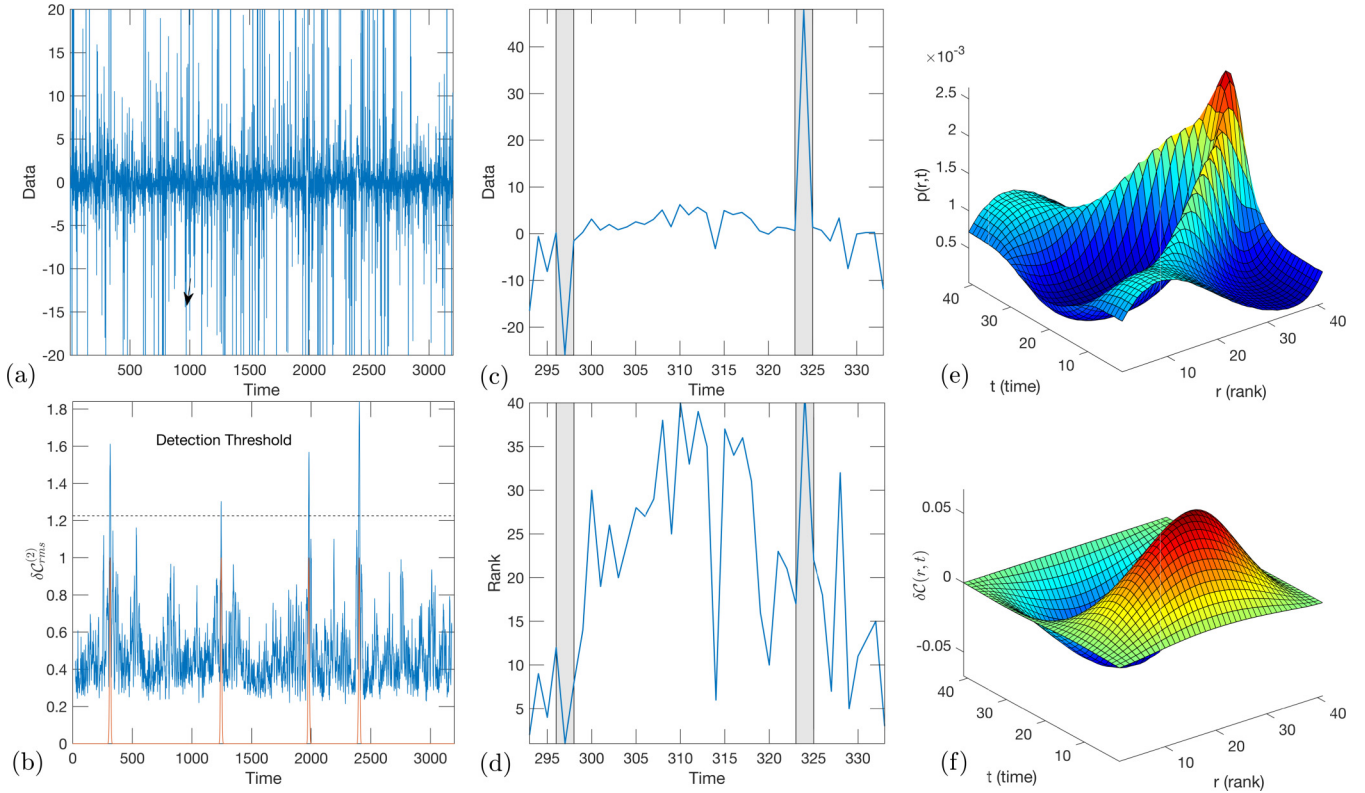 20
15
10
5
0
-5
-10
-15
-20
Data
500 1000 1500 2000 2500 3000
Time
(a)
1.8
1.6
1.4
1.2
1
0.8
0.6
0.4
0.2
0
δC_{rms}^{(2)}
Detection Threshold
0 500 1000 1500 2000 2500 3000
Time
(b)
40
30
20
10
0
-10
-20
Data
295 300 305 310 315 320 325 330
Time
(c)
40
35
30
25
20
15
10
5
Rank
295 300 305 310 315 320 325 330
Time
(d)
×10⁻³
2.5
2
1.5
1
0.5
p(r,t)
40
30
20
10
t (time)
10
20
30
40
r (rank)
(e)
0.05
0
-0.05
δC(r, t)
40
30
20
10
t (time)
10
20
30
40
r (rank)
(f)